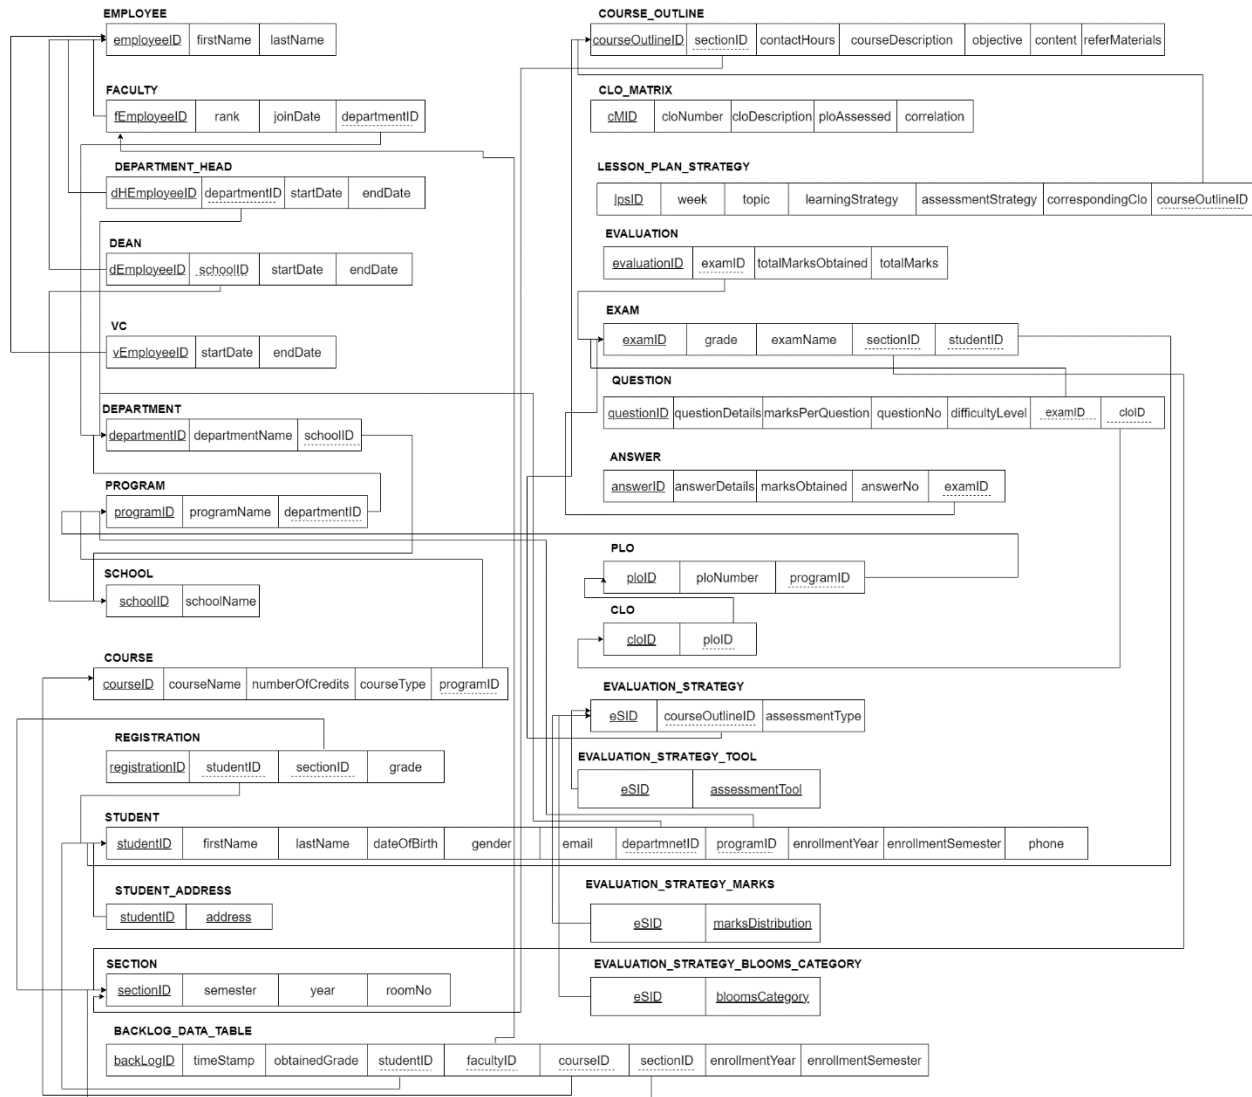 EMPLOYEE
employeeID firstName lastName
FACULTY
fEmployeeID rank joinDate departmentID
DEPARTMENT_HEAD
dHEmployeeID departmentID startDate endDate
DEAN
dEmployeeID schoolID startDate endDate
VC
vEmployeeID startDate endDate
DEPARTMENT
departmentID departmentName schoolID
PROGRAM
programID programName departmentID
SCHOOL
schoolID schoolName
COURSE
courseID courseName numberOfCredits courseType programID
REGISTRATION
registrationID studentID sectionID grade
STUDENT
studentID firstName lastName dateOfBirth gender email departmnetID programID enrollmentYear enrollmentSemester phone
STUDENT_ADDRESS
studentID address
SECTION
sectionID semester year roomNo
BACKLOG_DATA_TABLE
backLogID timeStamp obtainedGrade studentID facultyID courseID sectionID enrollmentYear enrollmentSemester
COURSE_OUTLINE
courseOutlineID sectionID contactHours courseDescription objective content referMaterials
CLO_MATRIX
cMID cloNumber cloDescription ploAssessed correlation
LESSON_PLAN_STRATEGY
lpsID week topic learningStrategy assessmentStrategy correspondingClo courseOutlineID
EVALUATION
evaluationID examID totalMarksObtained totalMarks
EXAM
examID grade examName sectionID studentID
QUESTION
questionID questionDetails marksPerQuestion questionNo difficultyLevel examID cloID
ANSWER
answerID answerDetails marksObtained answerNo examID
PLO
ploID ploNumber programID
CLO
cloID ploID
EVALUATION_STRATEGY
eSID courseOutlineID assessmentType
EVALUATION_STRATEGY_TOOL
eSID assessmentTool
EVALUATION_STRATEGY_MARKS
eSID marksDistribution
EVALUATION_STRATEGY_BLOOMS_CATEGORY
eSID bloomsCategory